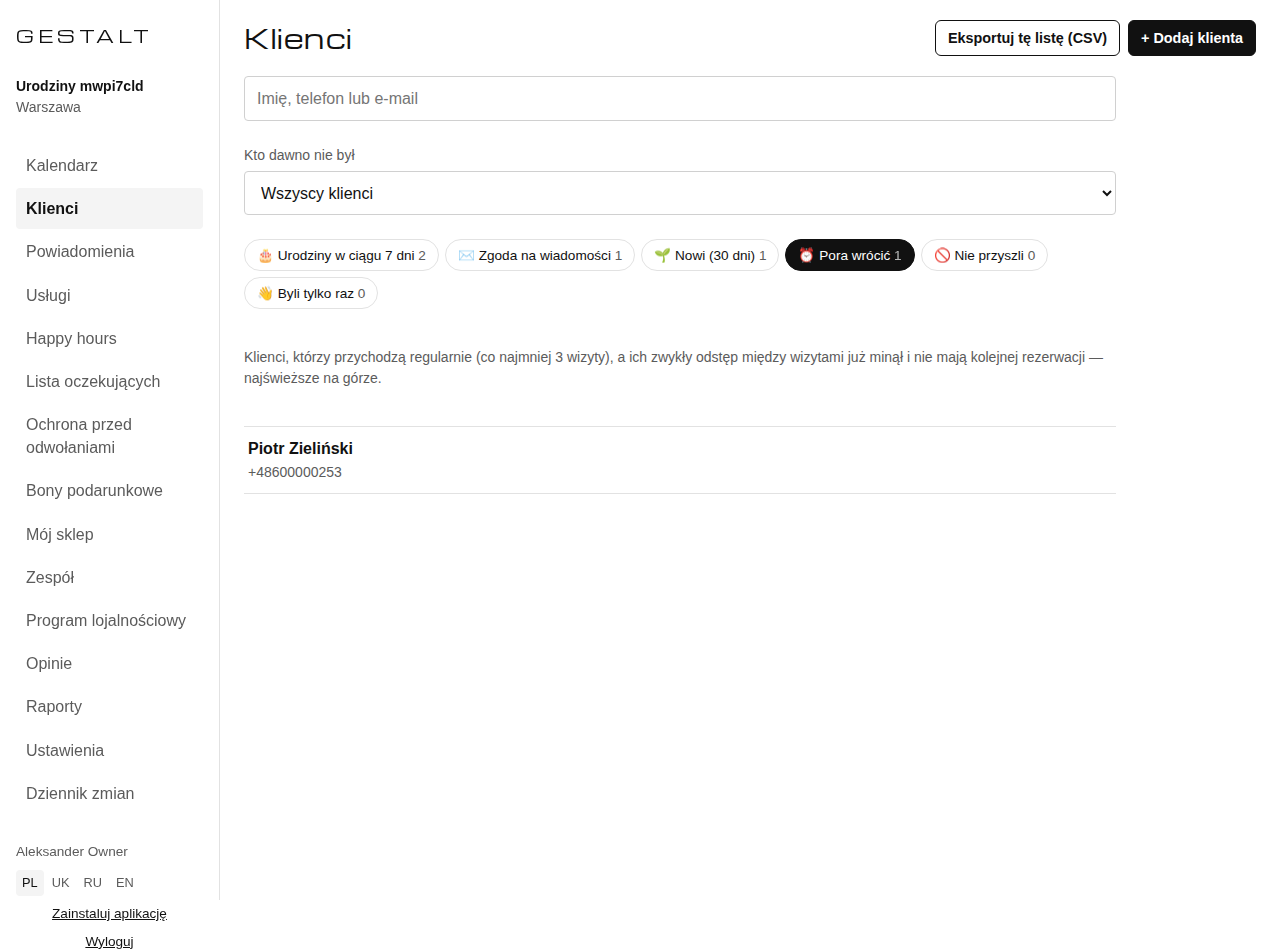 GESTALT
Urodziny mwpi7cld
Warszawa
Kalendarz
Klienci
Powiadomienia
Usługi
Happy hours
Lista oczekujących
Ochrona przed
odwołaniami
Bony podarunkowe
Mój sklep
Zespół
Program lojalnościowy
Opinie
Raporty
Ustawienia
Dziennik zmian
Aleksander Owner
PL UK RU EN
Zainstaluj aplikację
Wyloguj
Klienci
Eksportuj tę listę (CSV) + Dodaj klienta
Imię, telefon lub e-mail
Kto dawno nie był
Wszyscy klienci
🎂 Urodziny w ciągu 7 dni 2 ✉️ Zgoda na wiadomości 1 🌱 Nowi (30 dni) 1 ⏰ Pora wrócić 1 🚫 Nie przyszli 0
👋 Byli tylko raz 0
Klienci, którzy przychodzą regularnie (co najmniej 3 wizyty), a ich zwykły odstęp między wizytami już minął i nie mają kolejnej rezerwacji —
najświeższe na górze.
Piotr Zieliński
+48600000253